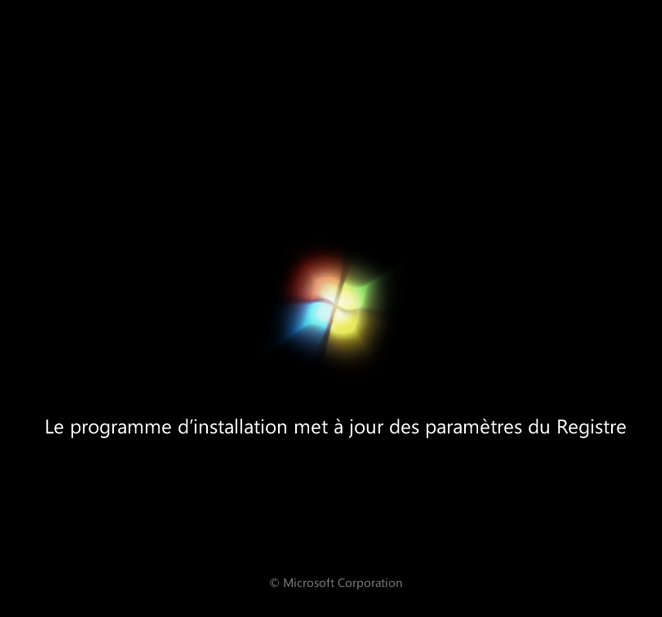 Le programme d’installation met à jour des paramètres du Registre
© Microsoft Corporation